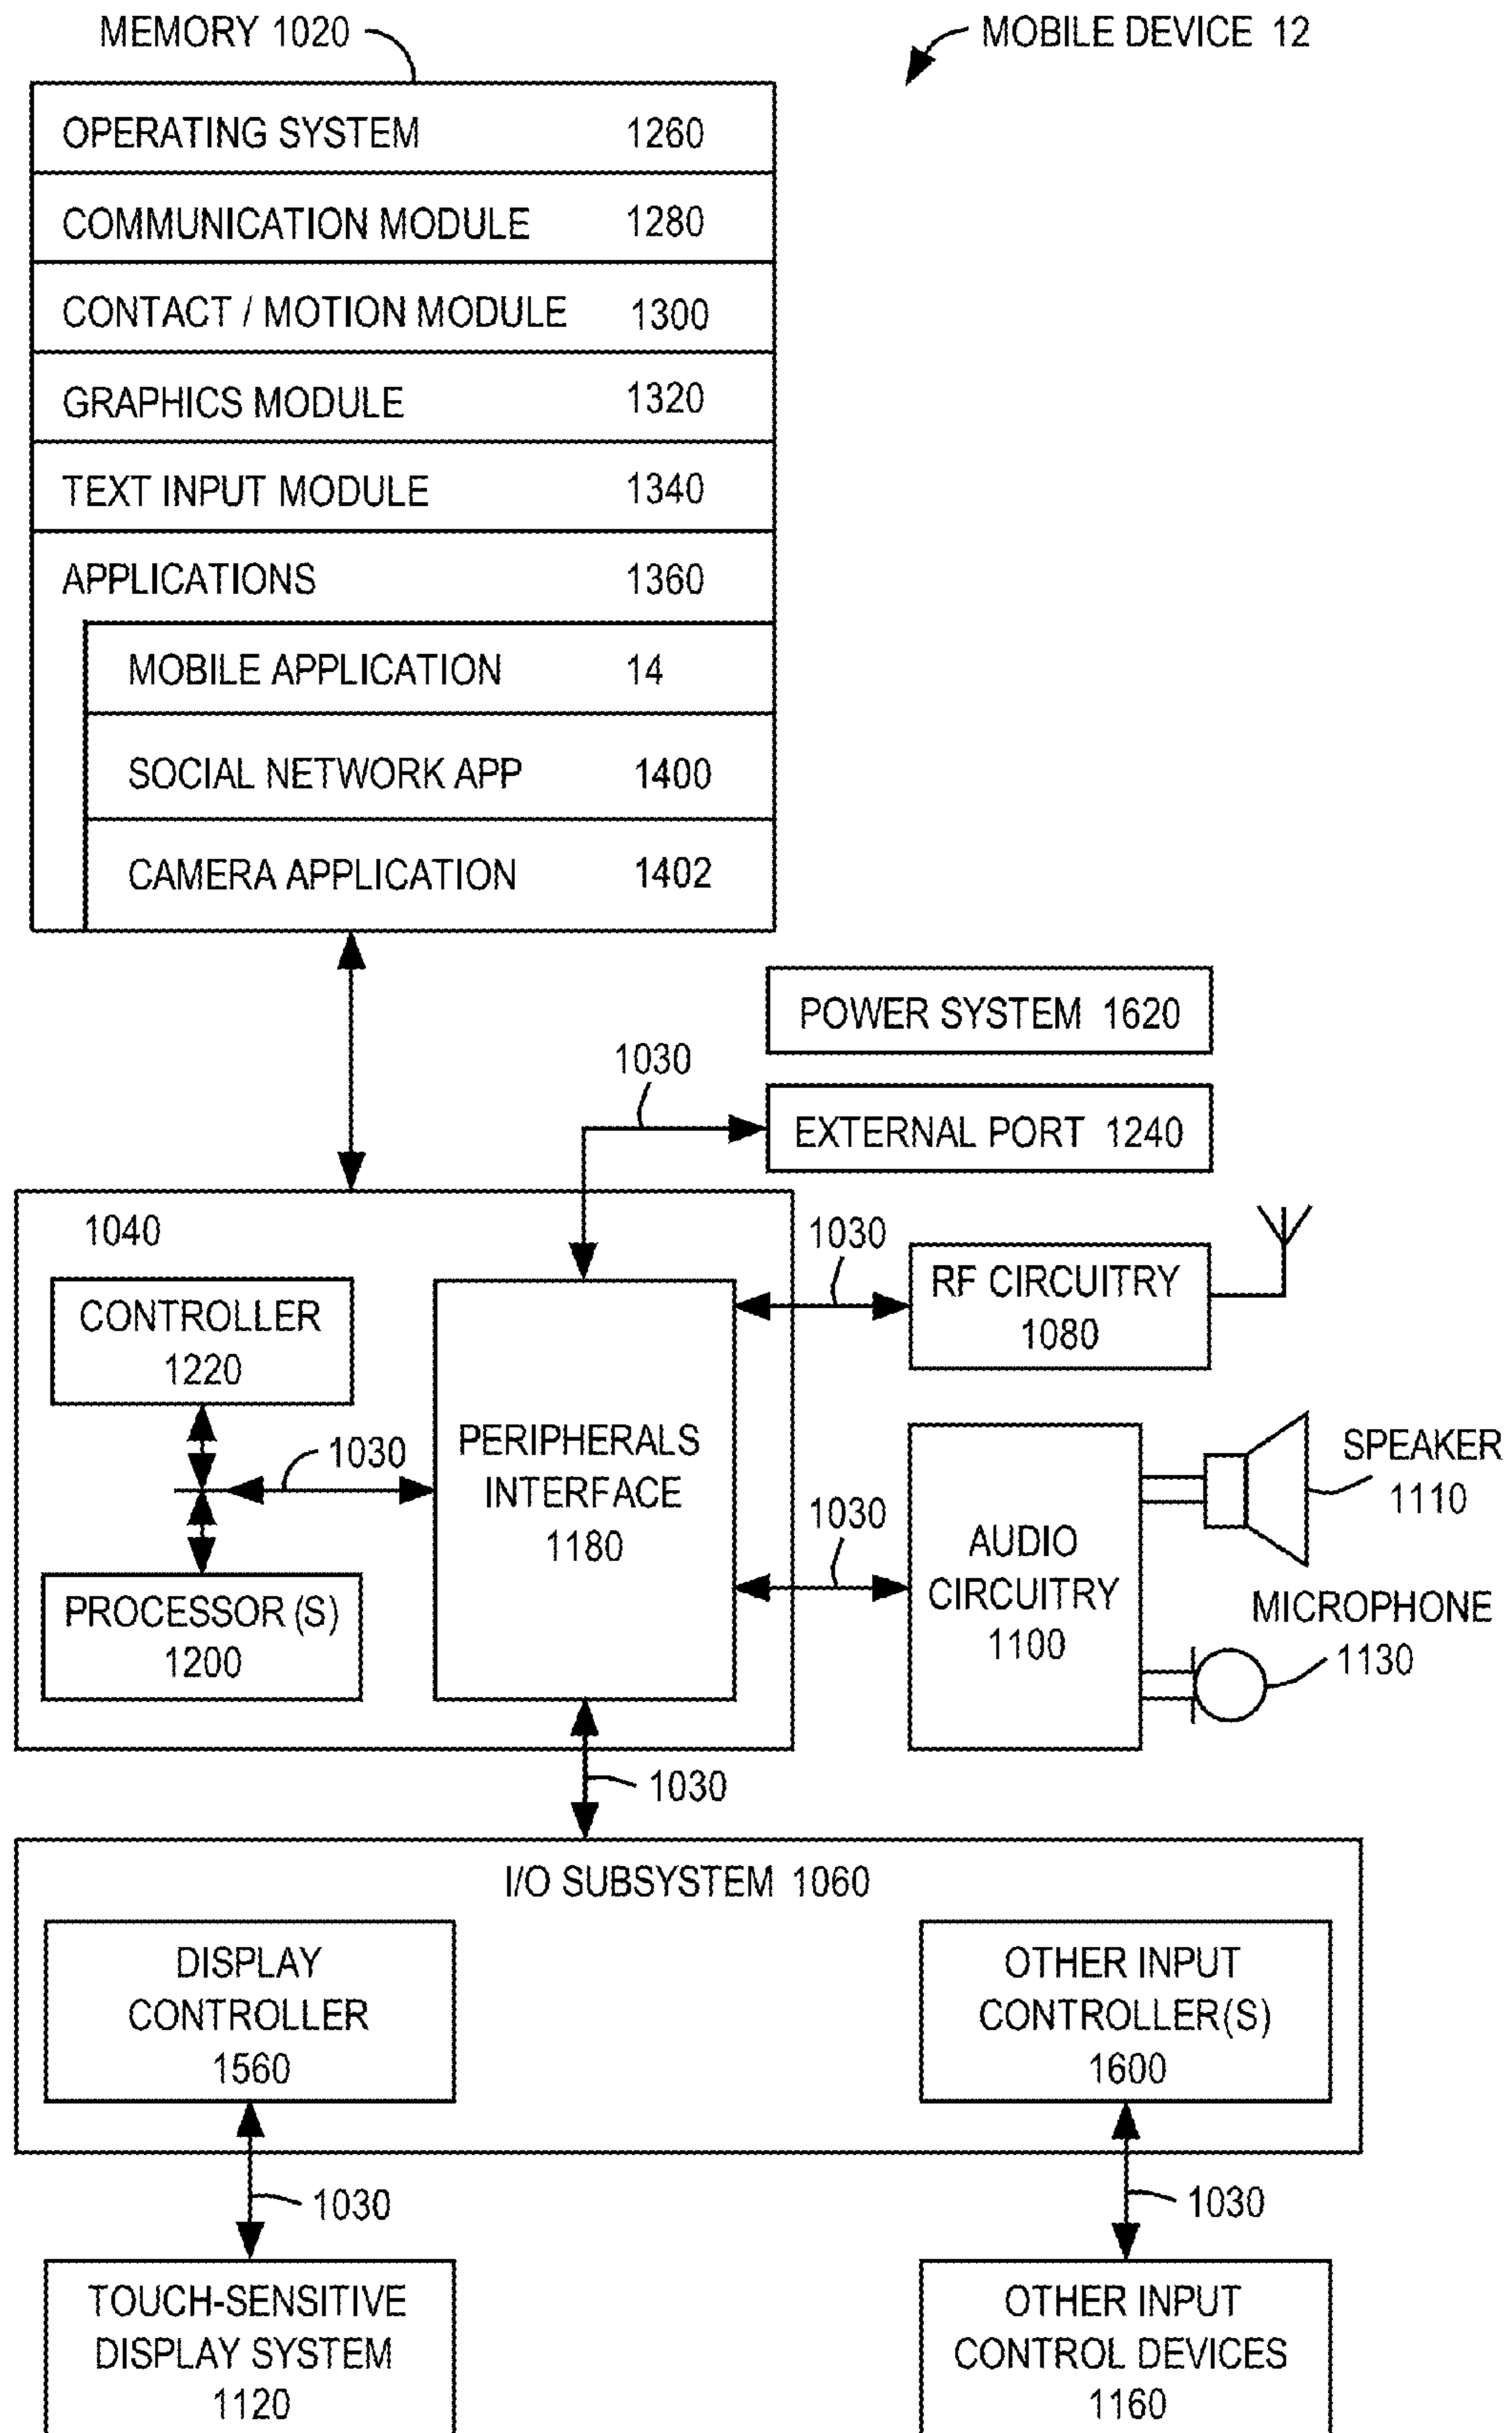 MEMORY 1020
MOBILE DEVICE 12
OPERATING SYSTEM 1260
COMMUNICATION MODULE 1280
CONTACT / MOTION MODULE 1300
GRAPHICS MODULE 1320
TEXT INPUT MODULE 1340
APPLICATIONS 1360
MOBILE APPLICATION 14
SOCIAL NETWORK APP 1400
CAMERA APPLICATION 1402
POWER SYSTEM 1620
1030
EXTERNAL PORT 1240
1040
CONTROLLER
1220
1030
PROCESSOR (S)
1200
PERIPHERALS
INTERFACE
1180
1030
RF CIRCUITRY
1080
1030
AUDIO
CIRCUITRY
1100
SPEAKER
1110
MICROPHONE
1130
1030
I/O SUBSYSTEM 1060
DISPLAY
CONTROLLER
1560
OTHER INPUT
CONTROLLER(S)
1600
1030
1030
TOUCH-SENSITIVE
DISPLAY SYSTEM
1120
OTHER INPUT
CONTROL DEVICES
1160